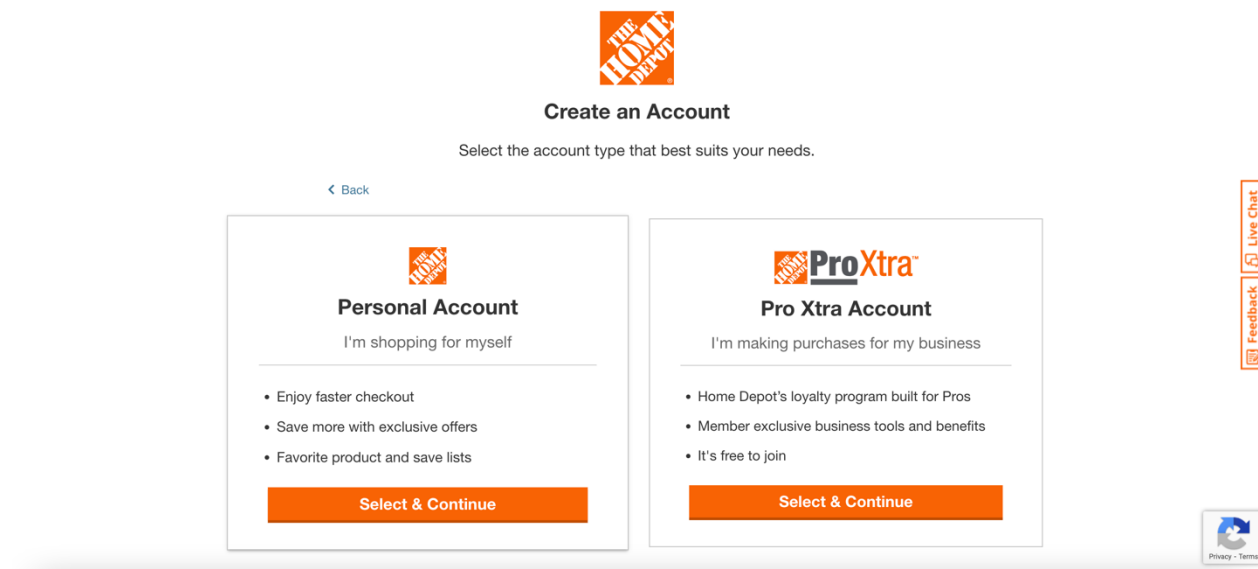 THE HOME DEPOT
Create an Account
Select the account type that best suits your needs.
Back
THE HOME DEPOT
Personal Account
I'm shopping for myself
• Enjoy faster checkout
• Save more with exclusive offers
• Favorite product and save lists
Select & Continue
THE HOME DEPOT ProXtra™
Pro Xtra Account
I'm making purchases for my business
• Home Depot's loyalty program built for Pros
• Member exclusive business tools and benefits
• It's free to join
Select & Continue
Live Chat
Feedback
Privacy - Terms